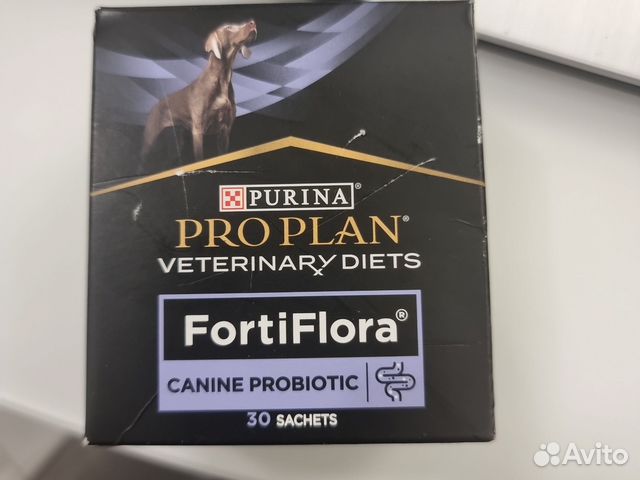 PURINA®
PRO PLAN®
VETERINARY DIETS
FortiFlora®
CANINE PROBIOTIC
30 SACHETS
Avito